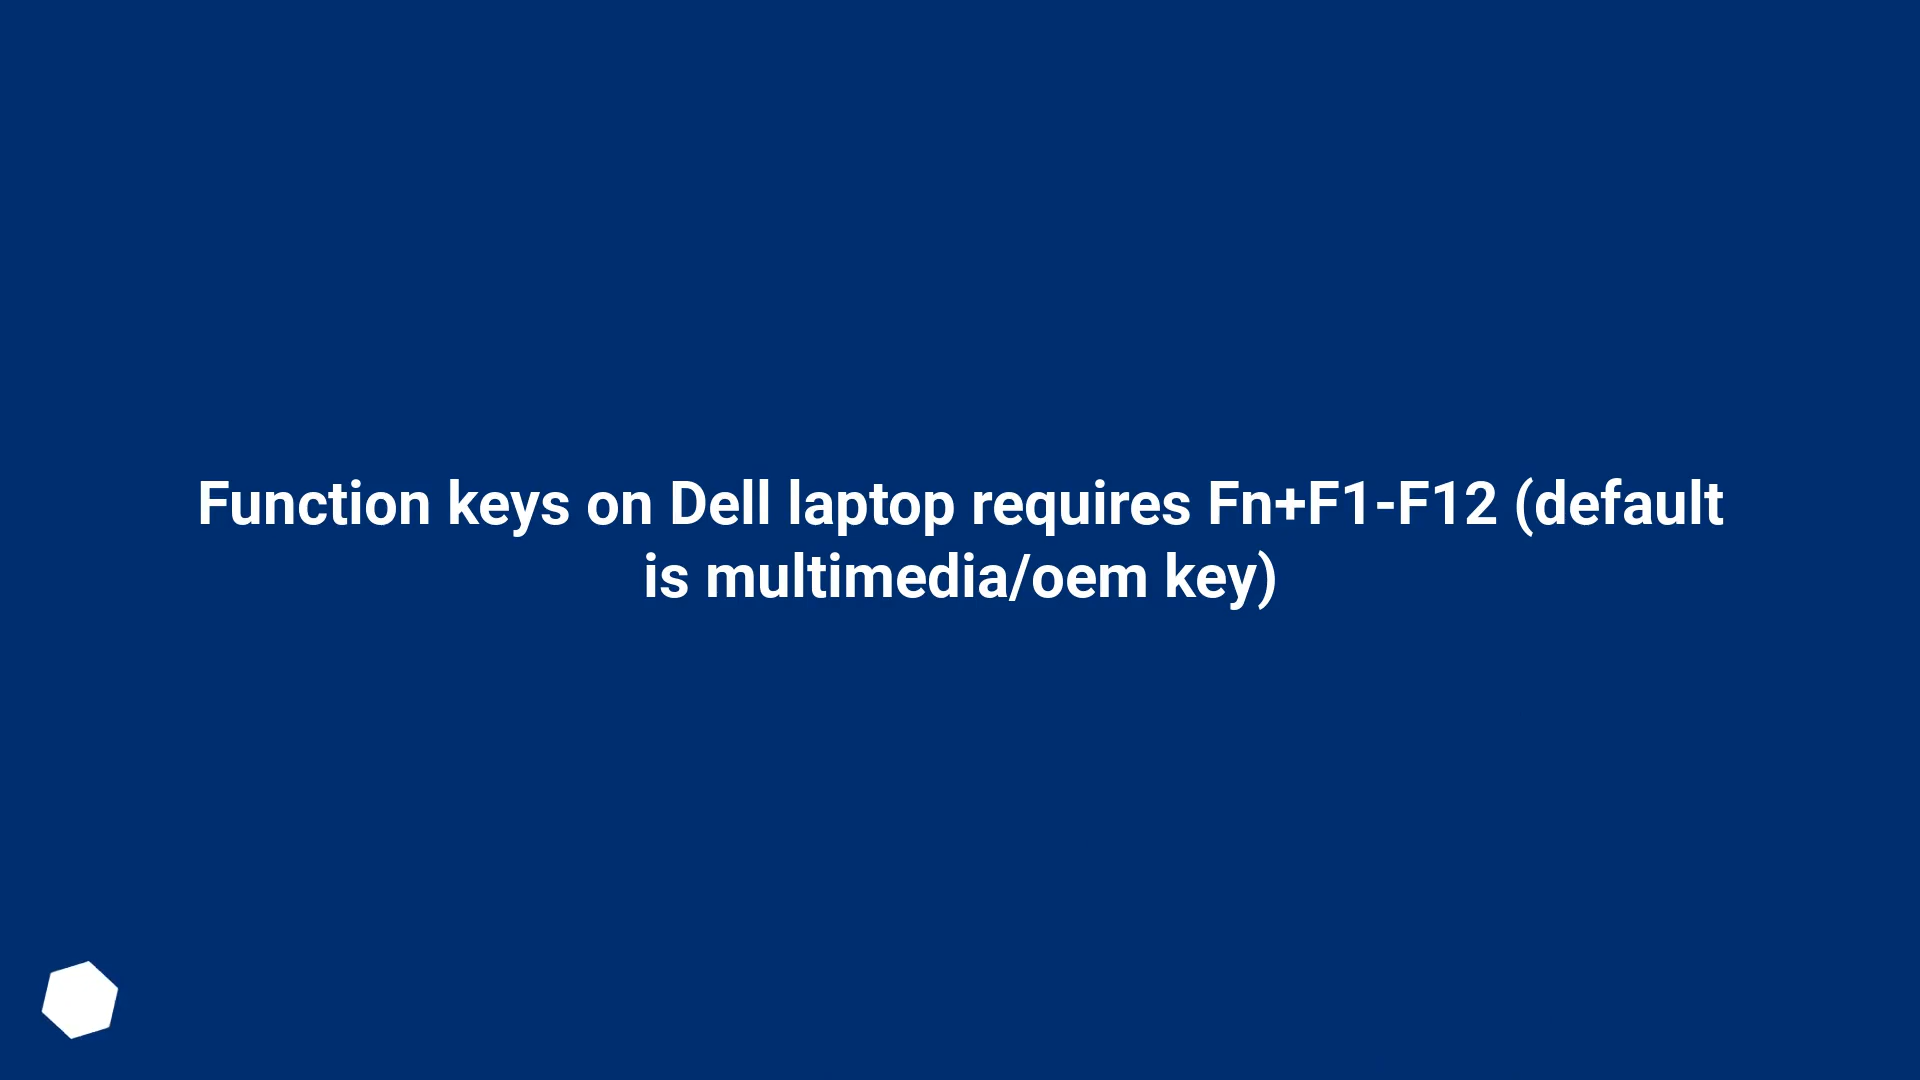 Function keys on Dell laptop requires Fn+F1-F12 (default
is multimedia/oem key)